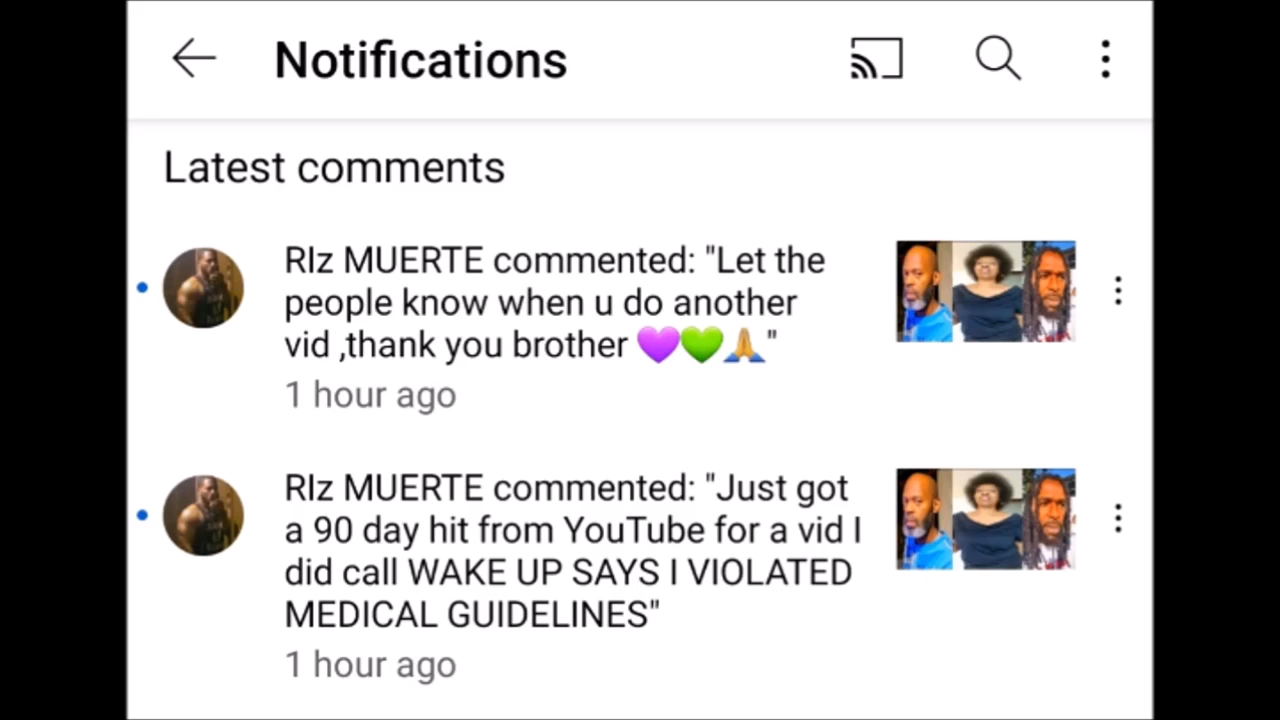 Notifications
Latest comments
RIz MUERTE commented: "Let the
people know when u do another
vid ,thank you brother 💜💚🙏"
1 hour ago
RIz MUERTE commented: "Just got
a 90 day hit from YouTube for a vid I
did call WAKE UP SAYS I VIOLATED
MEDICAL GUIDELINES"
1 hour ago